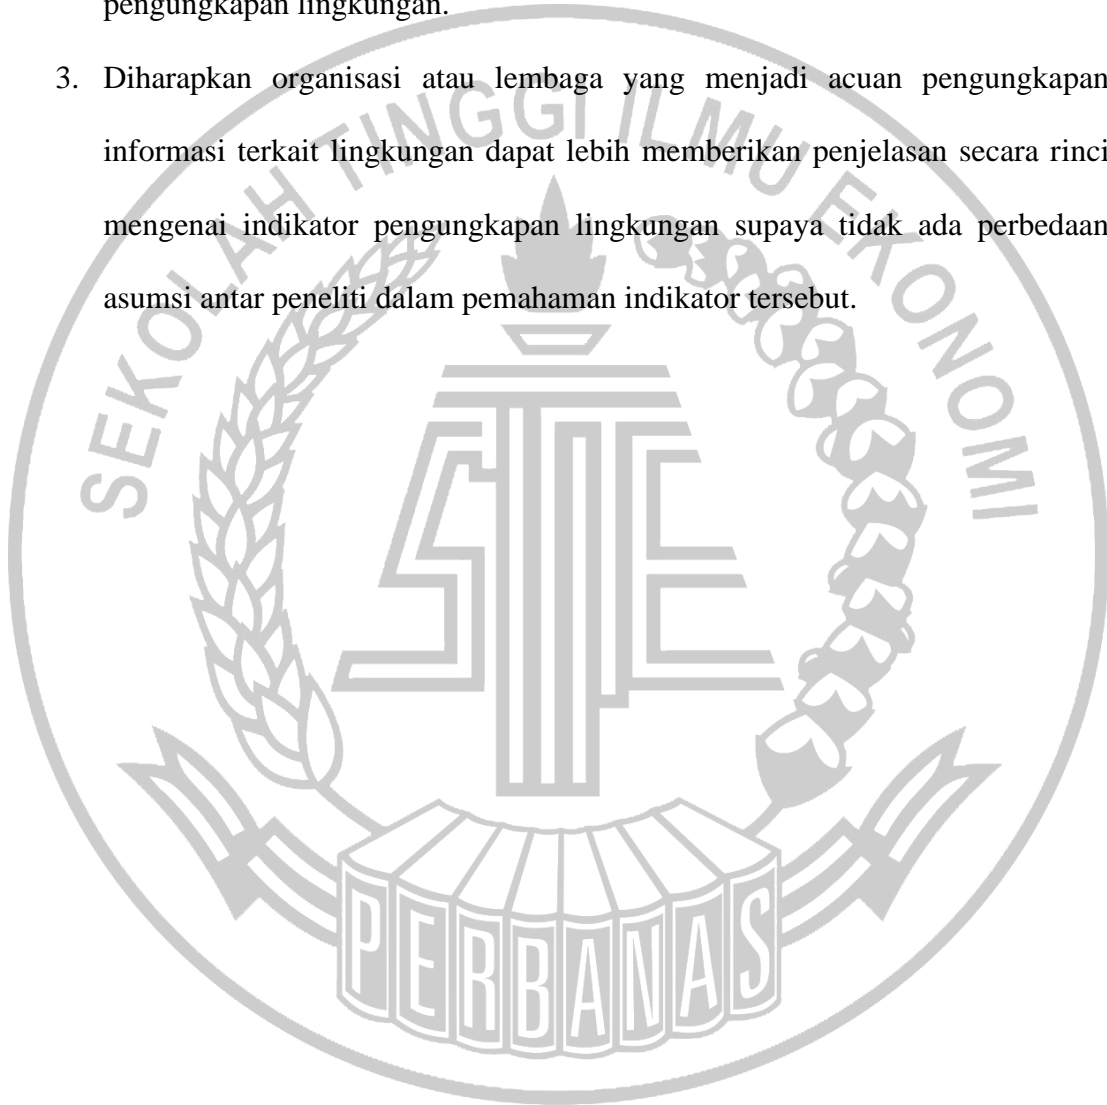 pengungkapan lingkungan.
3. Diharapkan organisasi atau lembaga yang menjadi acuan pengungkapan
informasi terkait lingkungan dapat lebih memberikan penjelasan secara rinci
mengenai indikator pengungkapan lingkungan supaya tidak ada perbedaan
asumsi antar peneliti dalam pemahaman indikator tersebut.
SEKOLAH TINGGI ILMU EKONOMI
STIE
PERBANAS